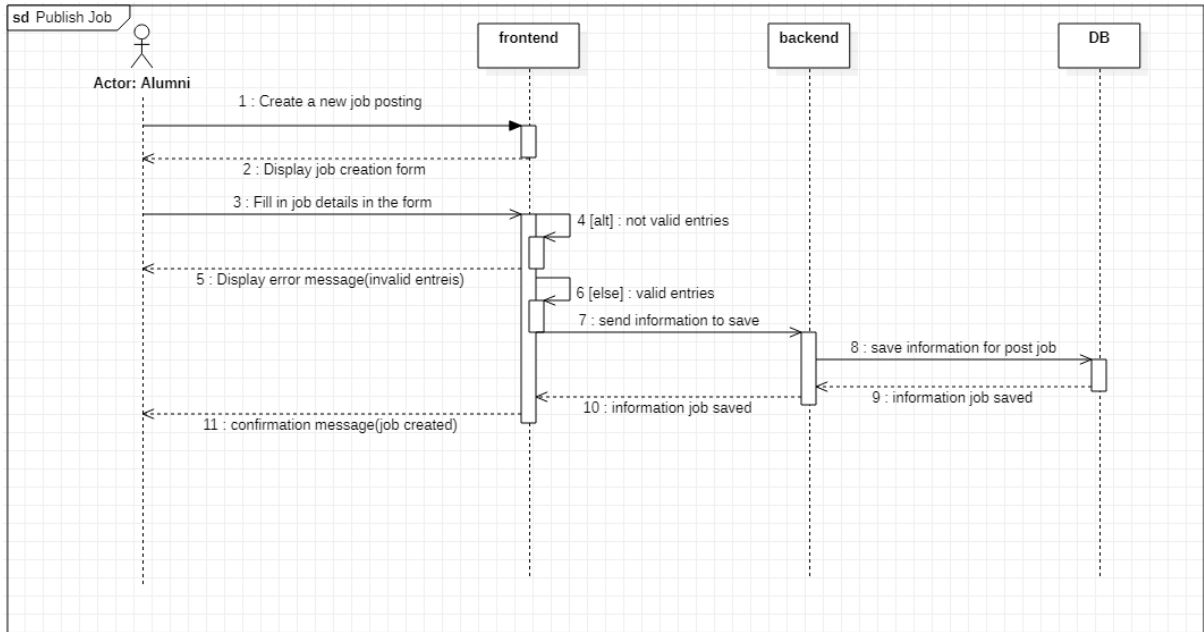 sd Publish Job
frontend
backend
DB
Actor: Alumni
1 : Create a new job posting
2 : Display job creation form
3 : Fill in job details in the form
4 [alt] : not valid entries
5 : Display error message(invalid entreis)
6 [else] : valid entries
7 : send information to save
8 : save information for post job
9 : information job saved
10 : information job saved
11 : confirmation message(job created)